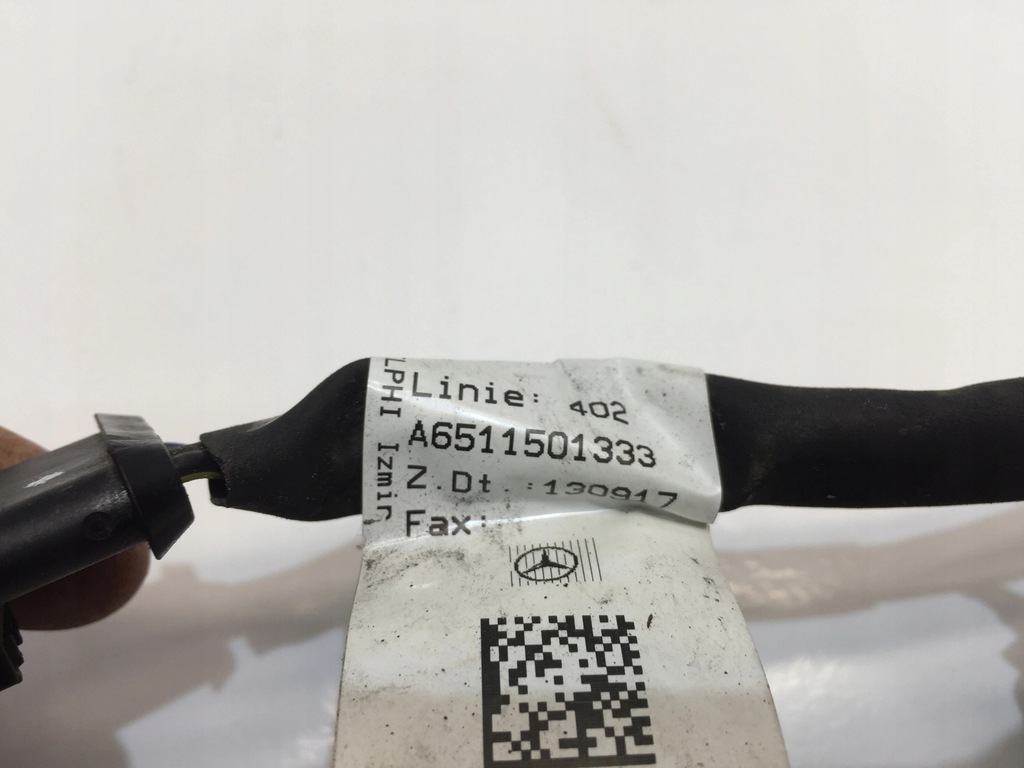 LPHI Izmir
Linie: 402
A6511501333
Z.Dt.:130917
Fax: